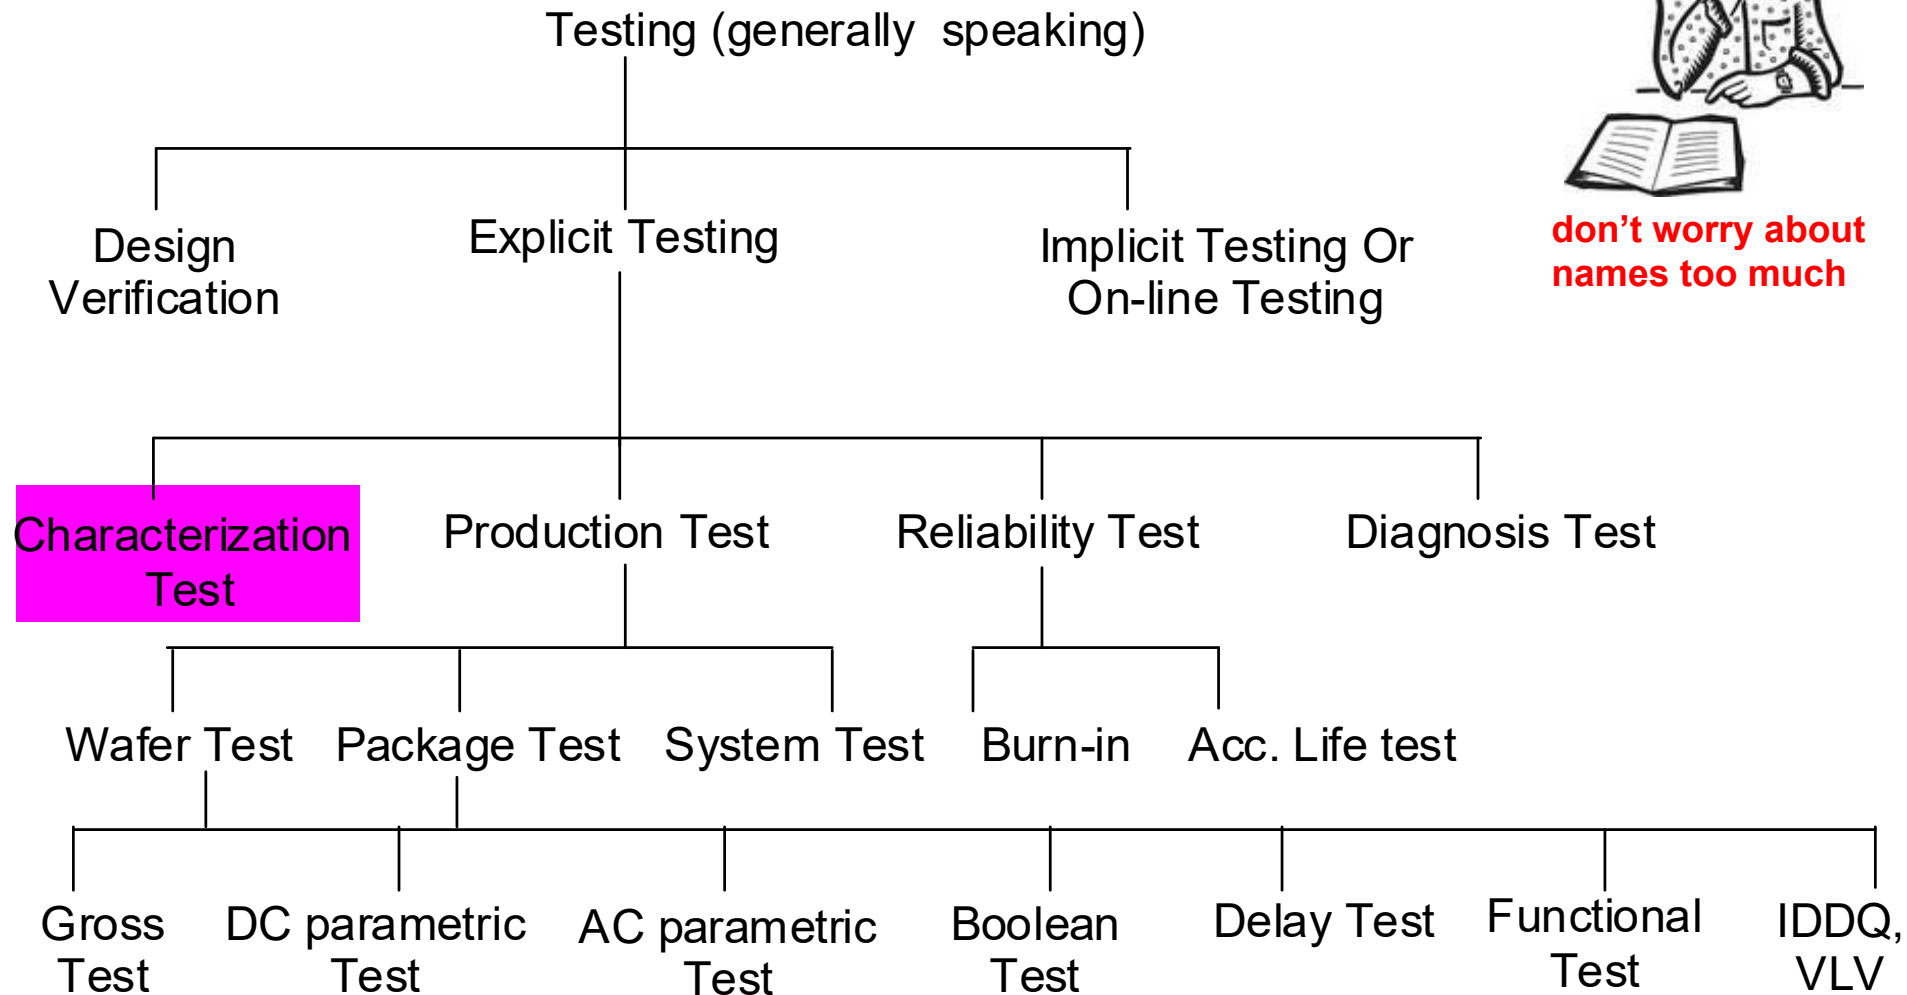 Testing (generally speaking)
Design
Verification
Explicit Testing
Implicit Testing Or
On-line Testing
don't worry about
names too much
Characterization
Test
Production Test
Reliability Test
Diagnosis Test
Wafer Test
Package Test
System Test
Burn-in
Acc. Life test
Gross
Test
DC parametric
Test
AC parametric
Test
Boolean
Test
Delay Test
Functional
Test
IDDQ,
VLV